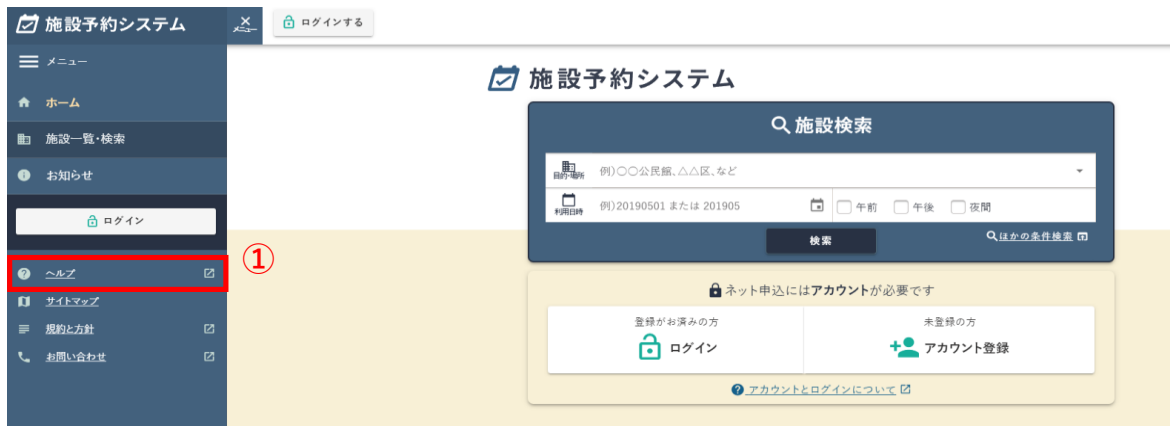 施設予約システム
メニュー
ログインする
メニュー
ホーム
施設一覧・検索
お知らせ
ログイン
①
ヘルプ
サイトマップ
規約と方針
お問い合わせ
施設予約システム
施設検索
目的・場所
例)〇〇公民館、△△区、など
利用日時
例)20190501 または 201905
午前 午後 夜間
検索
ほかの条件検索
ネット申込にはアカウントが必要です
登録がお済みの方
ログイン
未登録の方
アカウント登録
アカウントとログインについて